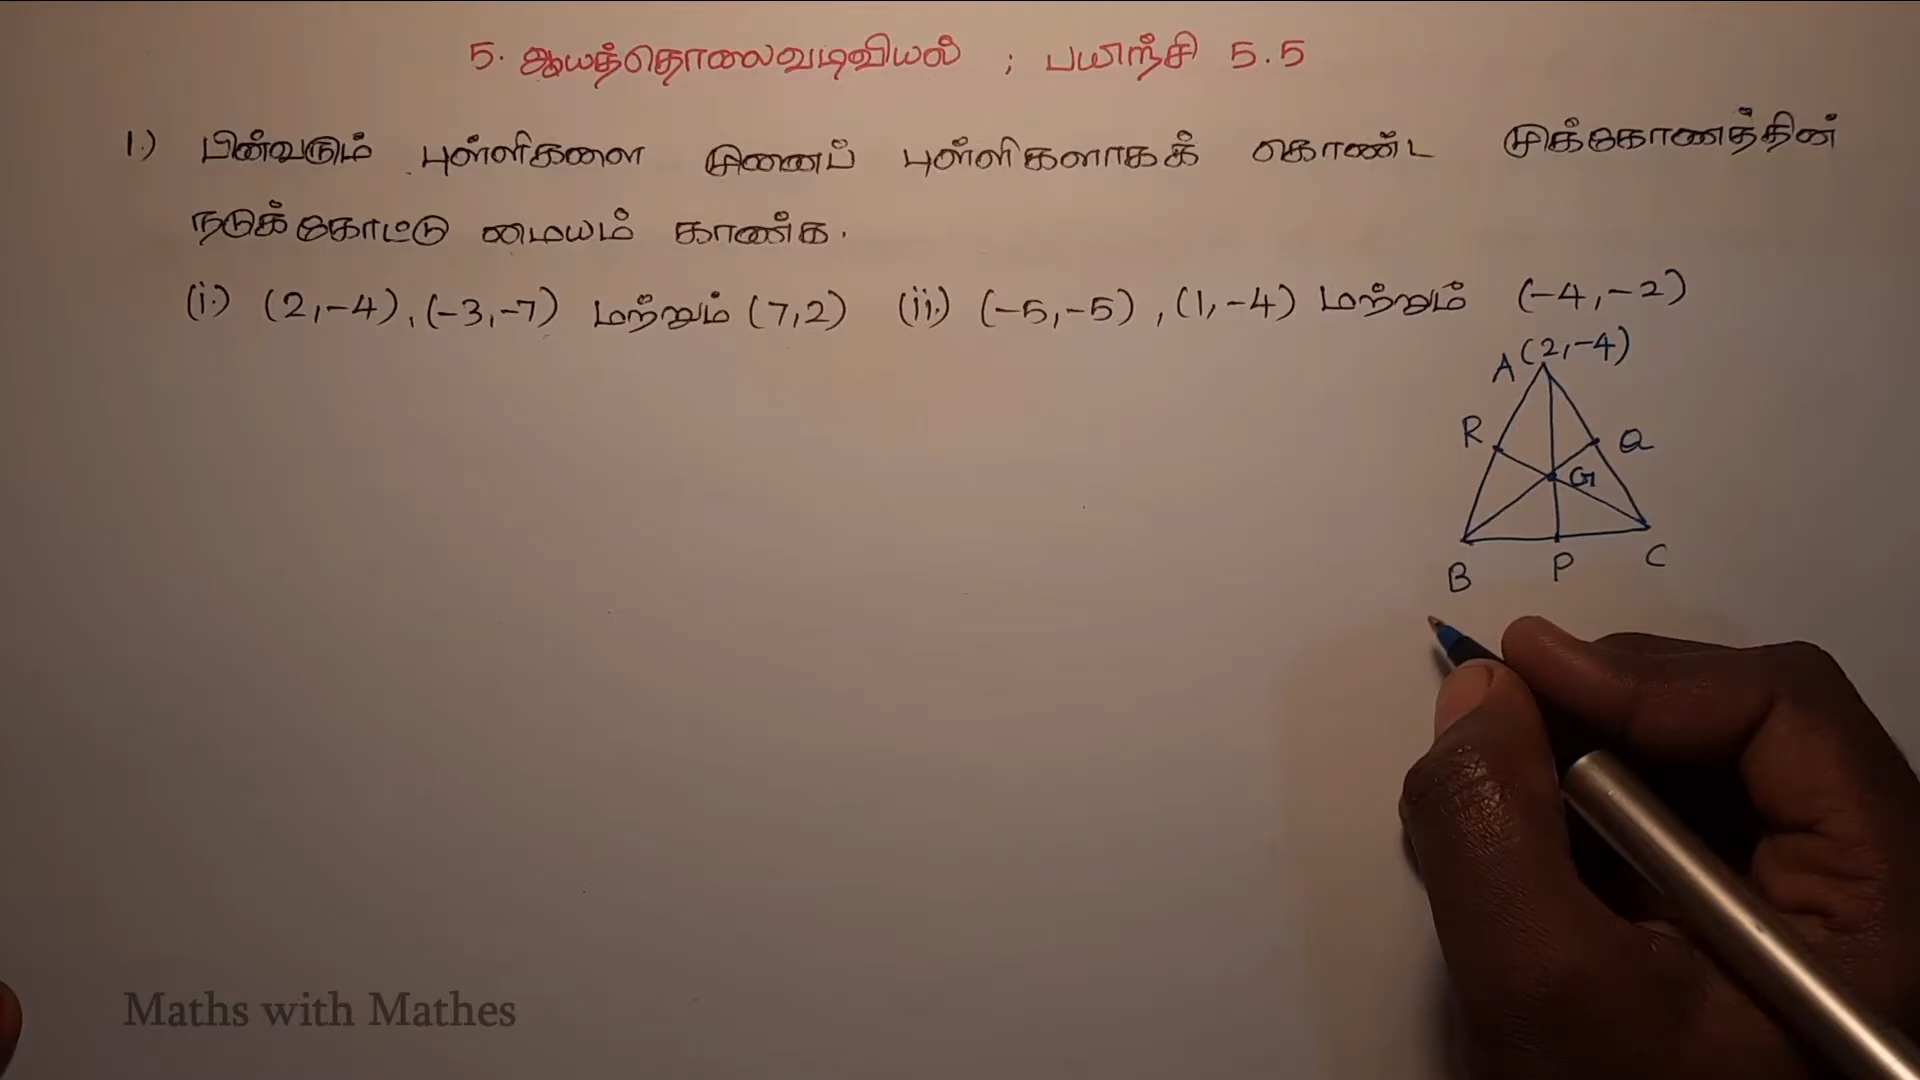 5. ஆயத்தொலைவடிவியல் ; பயிற்சி 5.5
1.) பின்வரும் புள்ளிகளை முனைப் புள்ளிகளாகக் கொண்ட முக்கோணத்தின்
நடுக்கோட்டு மையம் காண்க.
(i.) (2,-4), (-3,-7) மற்றும் (7,2) (ii.) (-5,-5), (1,-4) மற்றும் (-4,-2)
A (2,-4)
R Q
G
B P C
Maths with Mathes